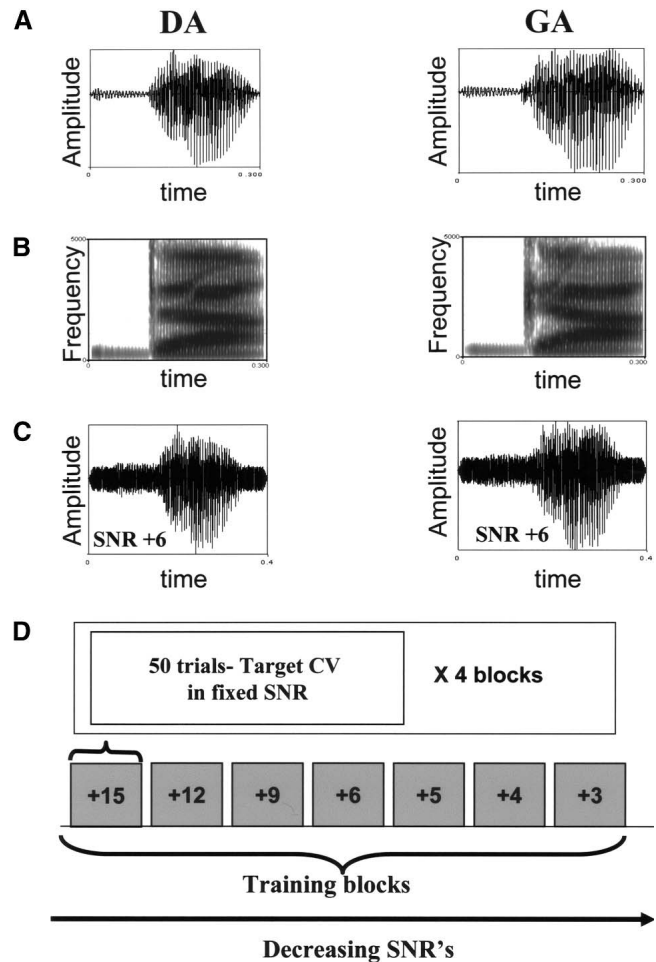 A
DA
GA
Amplitude
0
0.300
time
Amplitude
0
0.300
time
B
5000
Frequency
0
0.300
time
5000
Frequency
0
0.300
time
C
Amplitude
SNR +6
0
0.4
time
Amplitude
SNR +6
0
0.4
time
D
50 trials- Target CV
in fixed SNR
X 4 blocks
+15 +12 +9 +6 +5 +4 +3
Training blocks
Decreasing SNR's